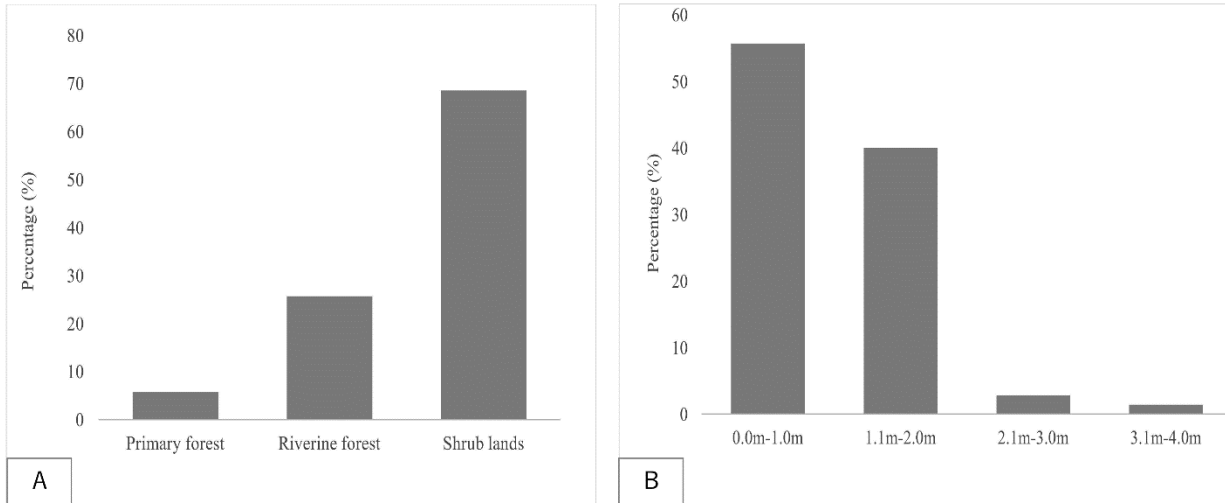 Percentage (%)
80
70
60
50
40
30
20
10
0
Primary forest Riverine forest Shrub lands
A
Percentage (%)
60
50
40
30
20
10
0
0.0m-1.0m 1.1m-2.0m 2.1m-3.0m 3.1m-4.0m
B